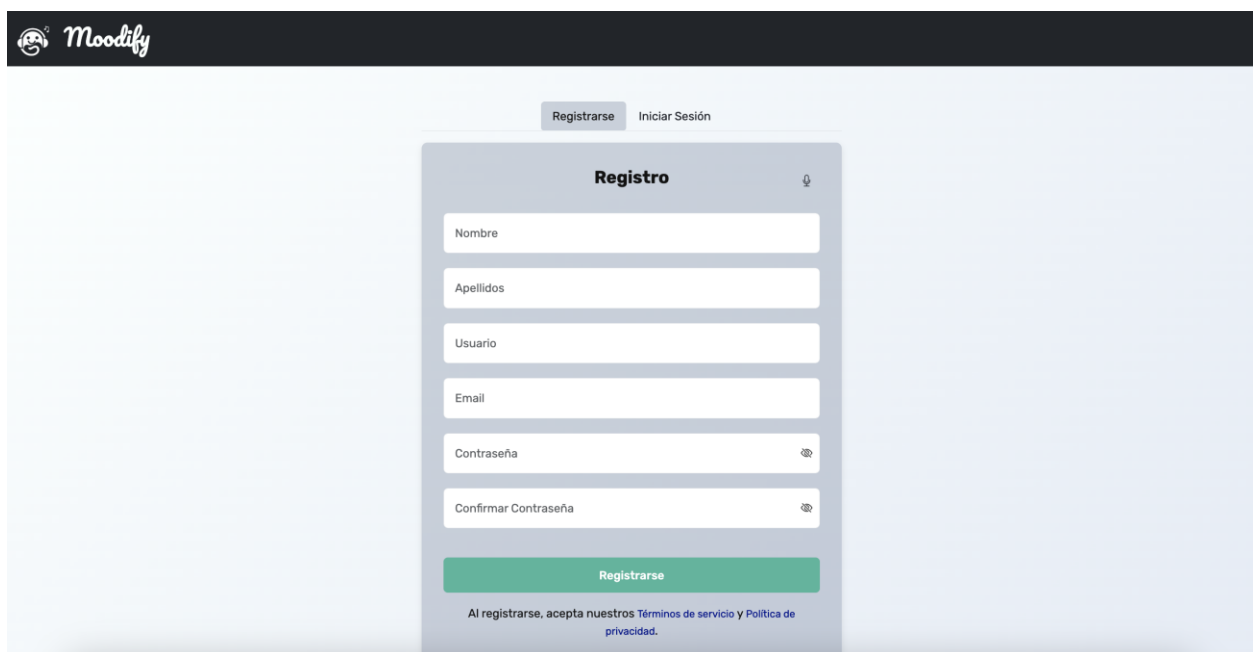 Moodify
Registrarse Iniciar Sesión
Registro
Nombre
Apellidos
Usuario
Email
Contraseña
Confirmar Contraseña
Registrarse
Al registrarse, acepta nuestros Términos de servicio y Política de
privacidad.